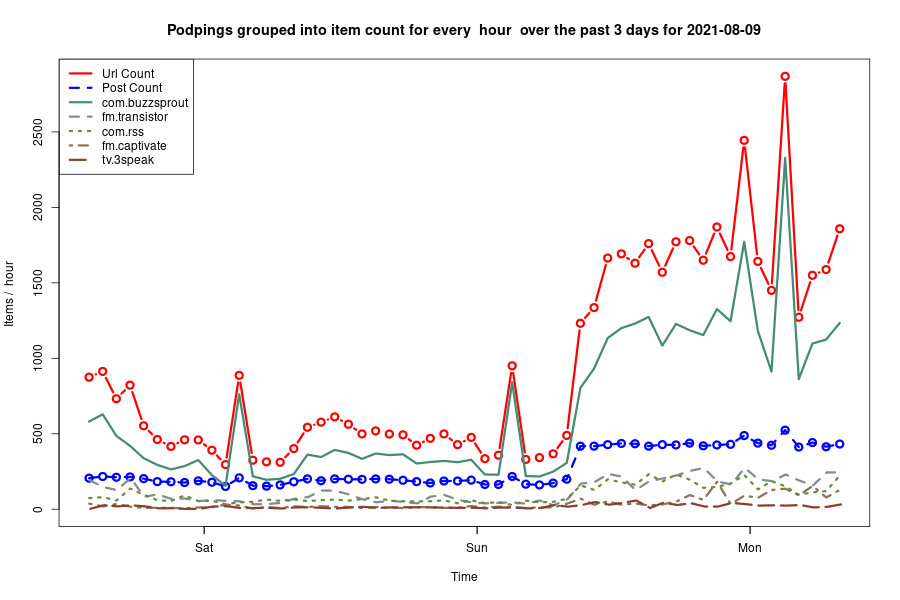 Podpings grouped into item count for every  hour  over the past 3 days for 2021-08-09
Url Count
Post Count
com.buzzsprout
fm.transistor
com.rss
fm.captivate
tv.3speak
Items /  hour
2500
2000
1500
1000
500
0
Sat
Sun
Mon
Time